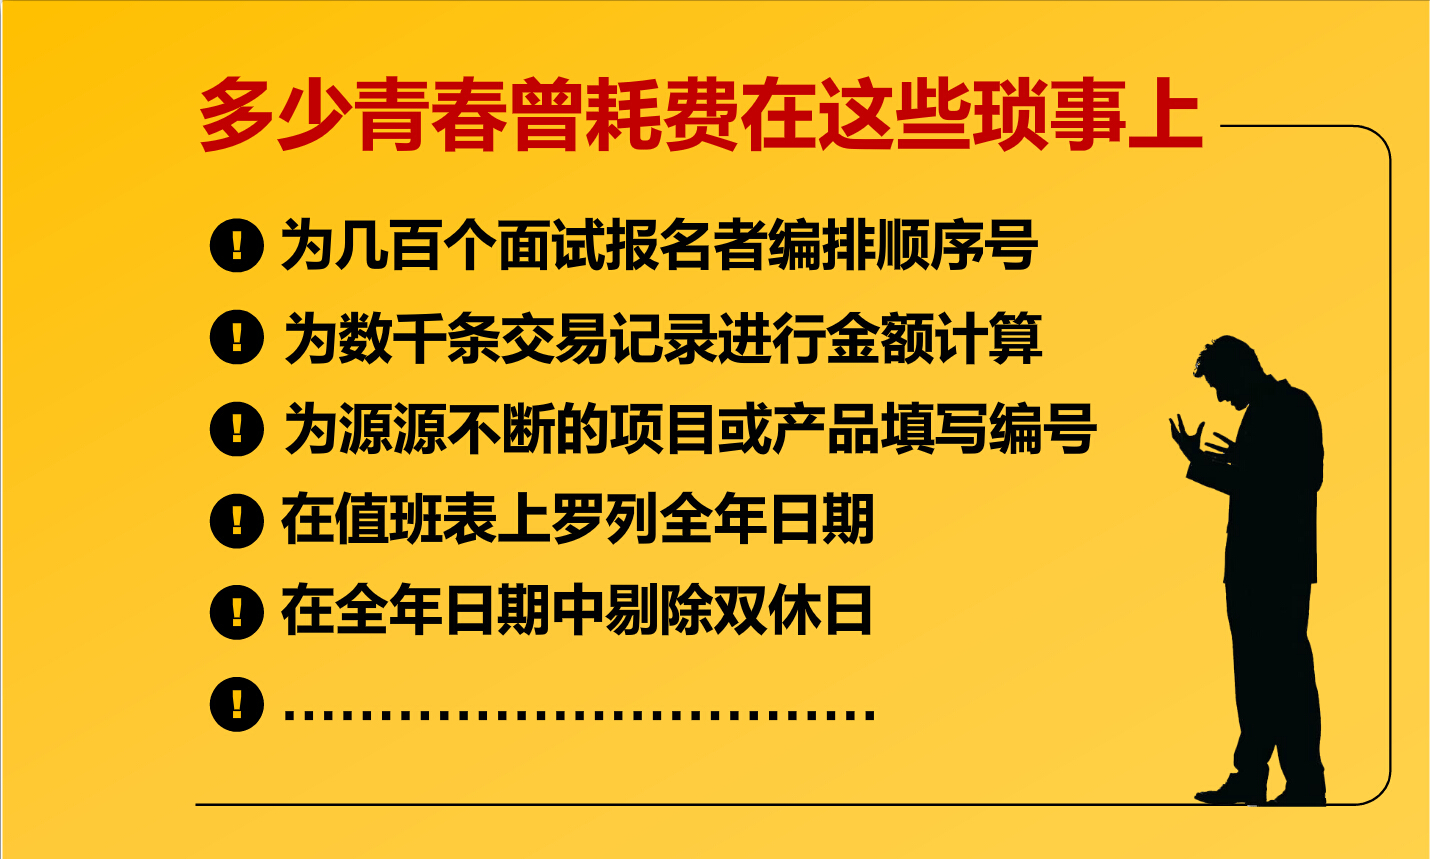 多少青春曾耗费在这些琐事上
! 为几百个面试报名者编排顺序号
! 为数千条交易记录进行金额计算
! 为源源不断的项目或产品填写编号
! 在值班表上罗列全年日期
! 在全年日期中剔除双休日
! ...............................